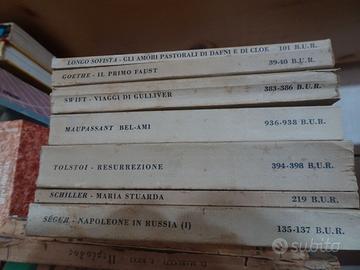 LONGO SOFISTA - GLI AMORI PASTORALI DI DAFNI E DI CLOE 101 B.U.R.
GOETHE - IL PRIMO FAUST 39-40 B.U.R.
SWIFT - VIAGGI DI GULLIVER 383-386 B.U.R.
MAUPASSANT BEL-AMI 936-938 B.U.R.
TOLSTOI - RESURREZIONE 394-398 B.U.R.
SCHILLER - MARIA STUARDA 219 B.U.R.
SÉGUR - NAPOLEONE IN RUSSIA (I) 135-137 B.U.R.
subito